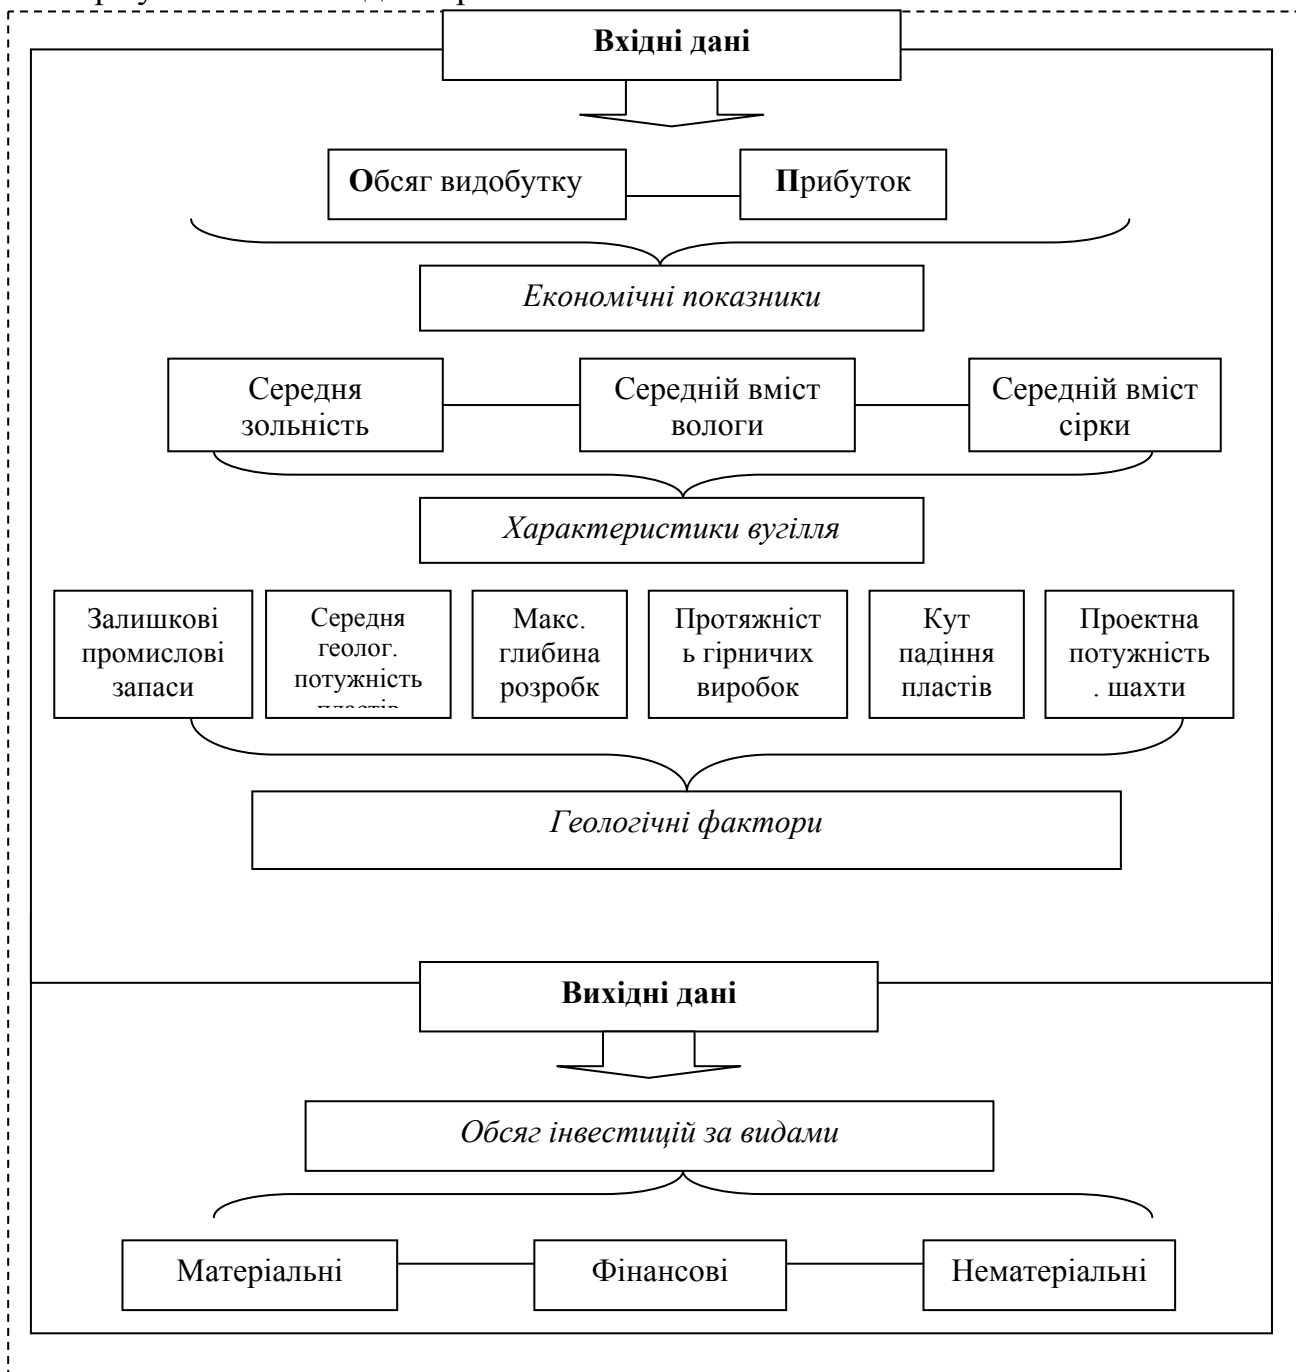 Вхідні дані
Обсяг видобутку
Прибуток
Економічні показники
Середня
зольність
Середній вміст
вологи
Середній вміст
сірки
Характеристики вугілля
Залишкові
промислові
запаси
Середня
геолог.
потужність
пластів
Макс.
глибина
розробк
Протяжніст
ь гірничих
виробок
Кут
падіння
пластів
Проектна
потужність
. шахти
Геологічні фактори
Вихідні дані
Обсяг інвестицій за видами
Матеріальні
Фінансові
Нематеріальні